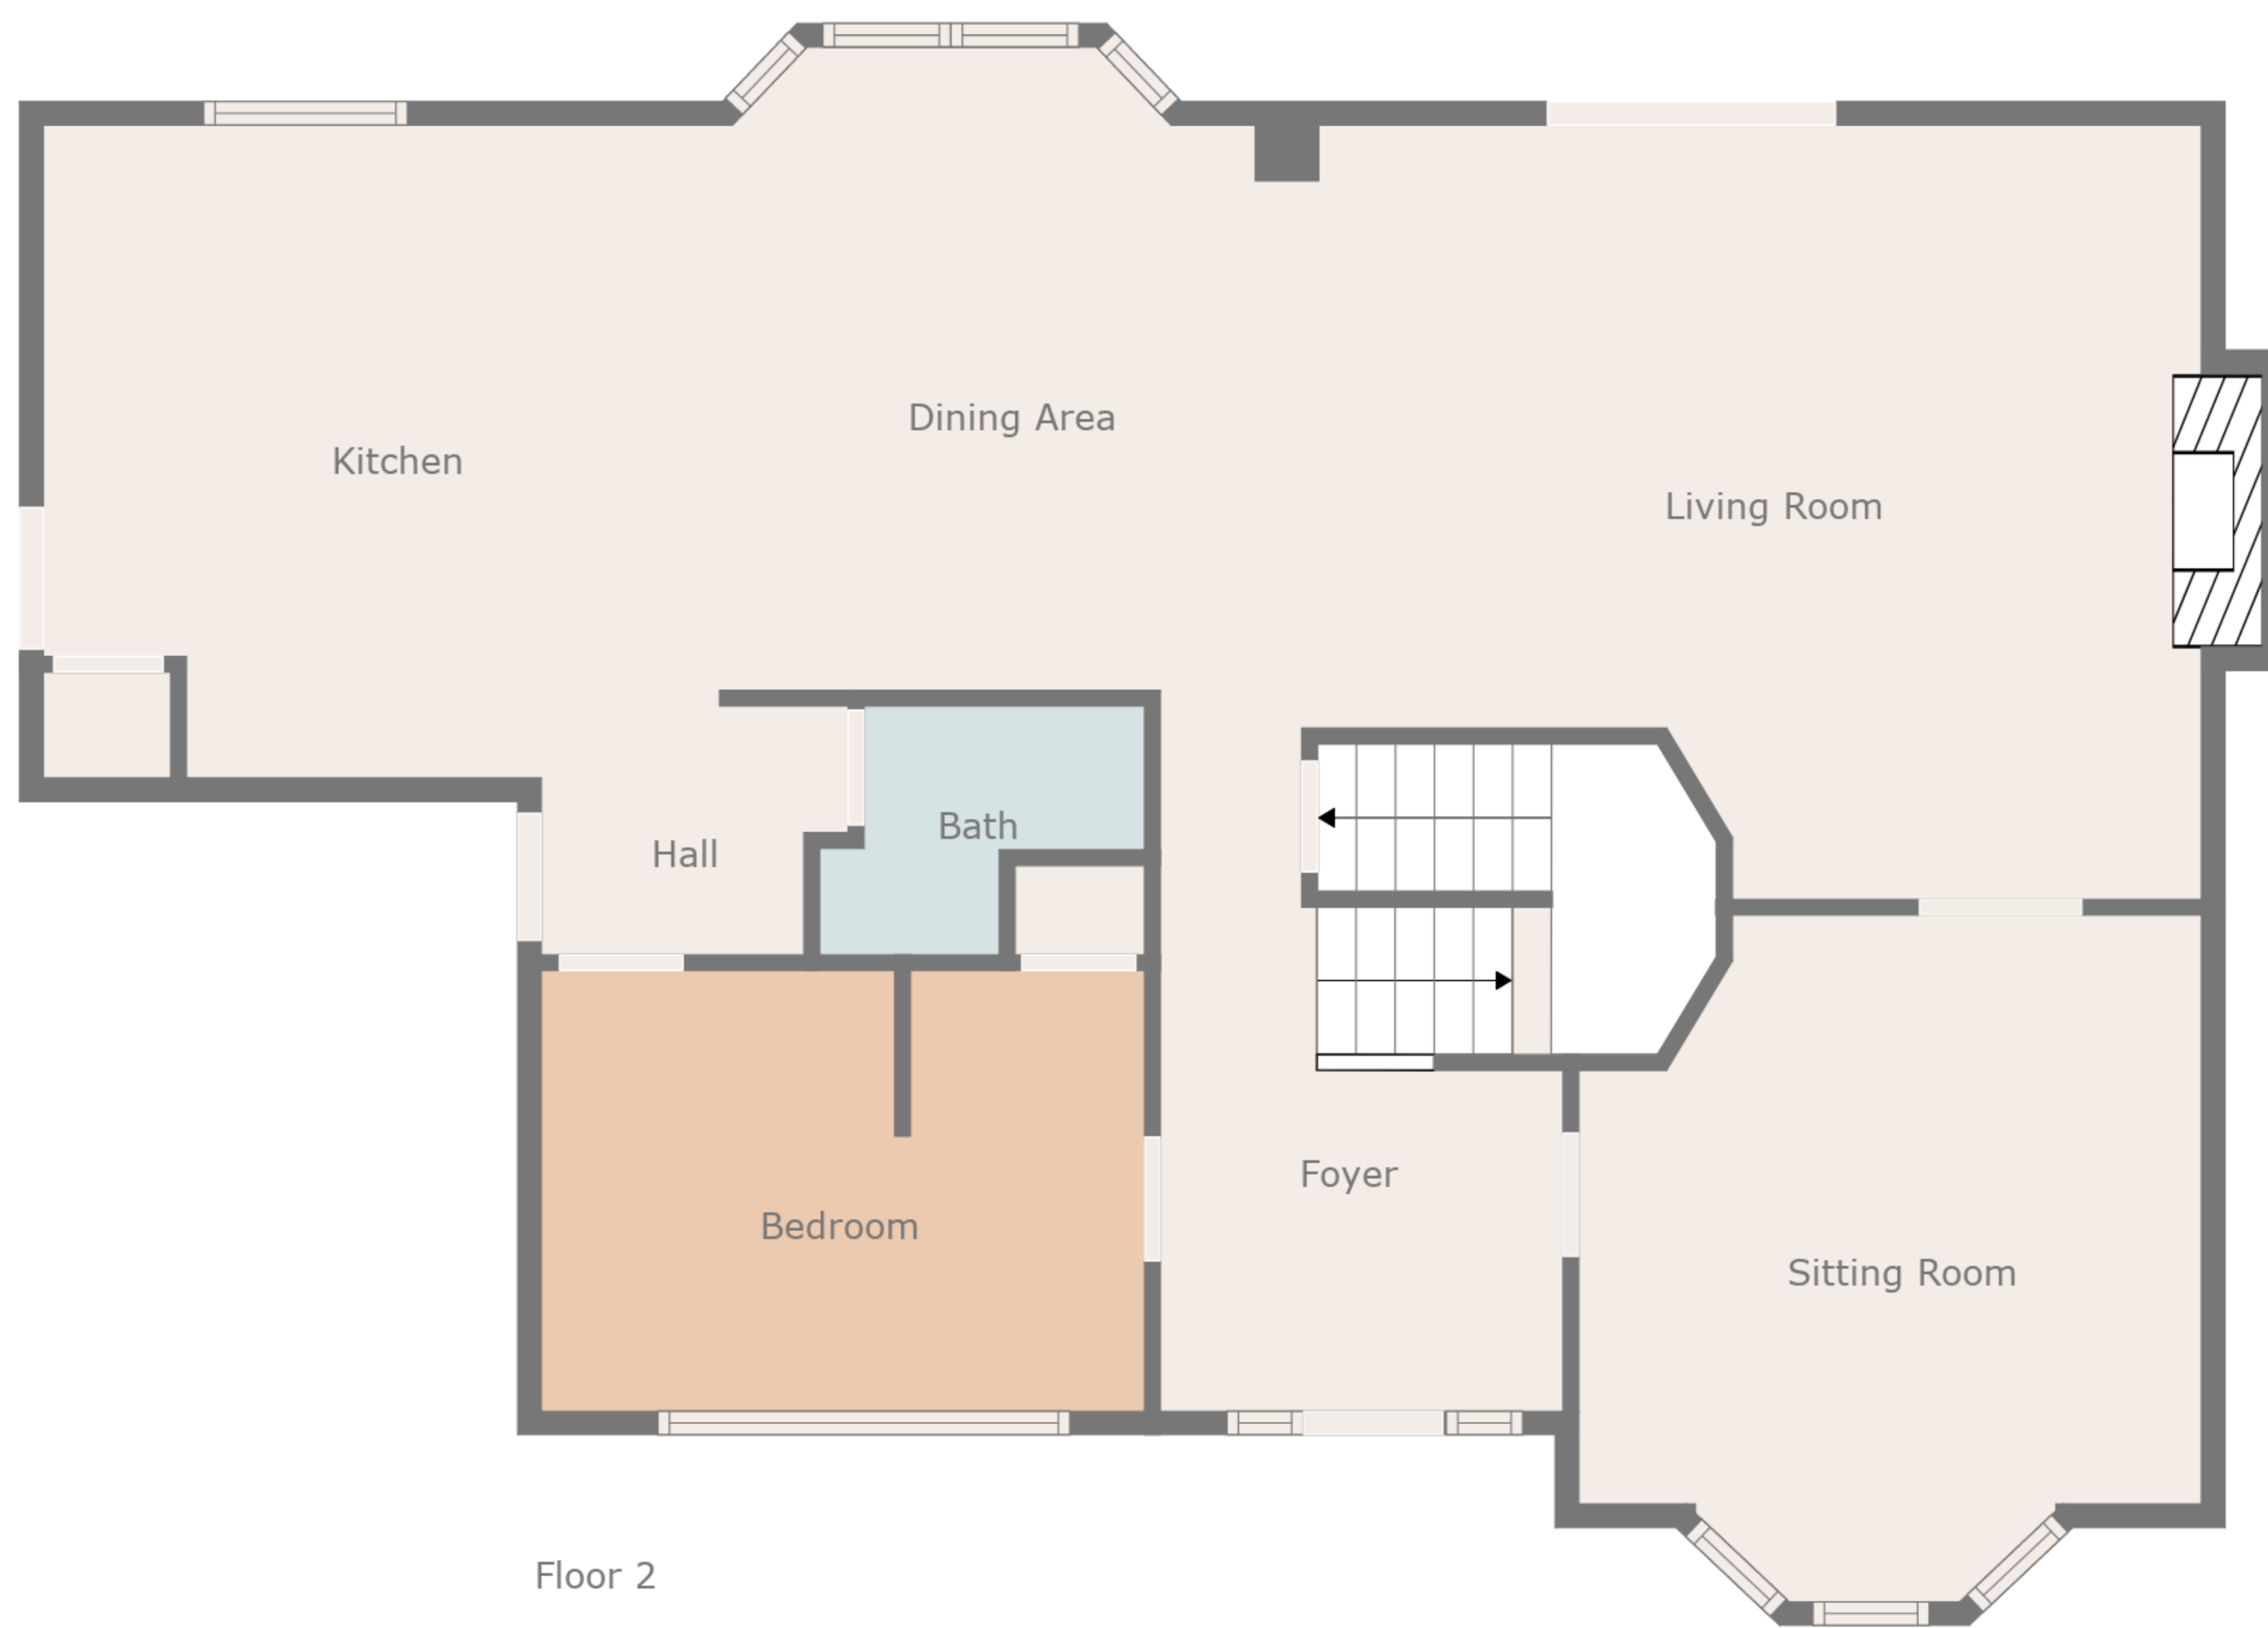 Dining Area
Kitchen
Living Room
Bath
Hall
Foyer
Bedroom
Sitting Room
Floor 2